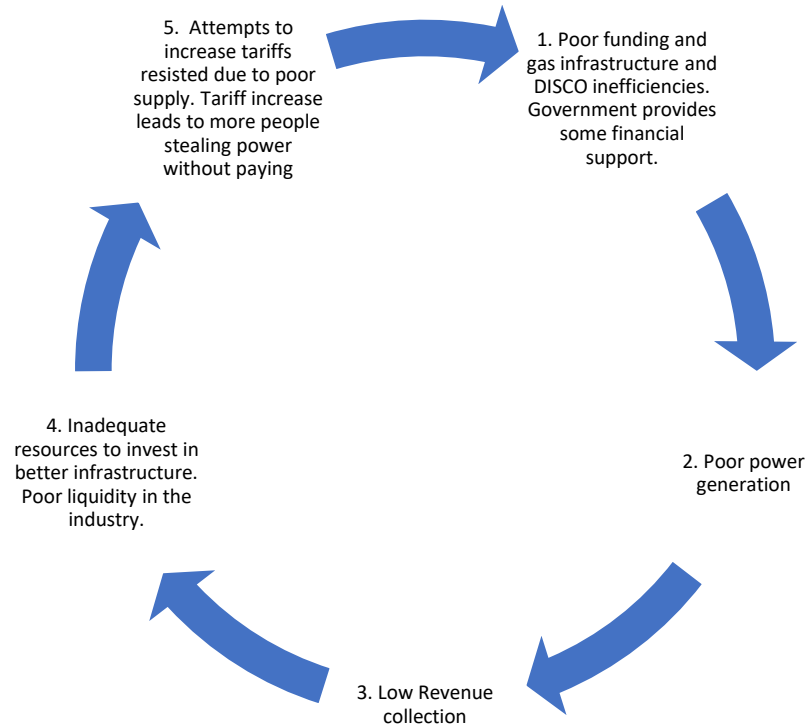 1. Poor funding and
gas infrastructure and
DISCO inefficiencies.
Government provides
some financial
support.
2. Poor power
generation
3. Low Revenue
collection
4. Inadequate
resources to invest in
better infrastructure.
Poor liquidity in the
industry.
5. Attempts to
increase tariffs
resisted due to poor
supply. Tariff increase
leads to more people
stealing power
without paying